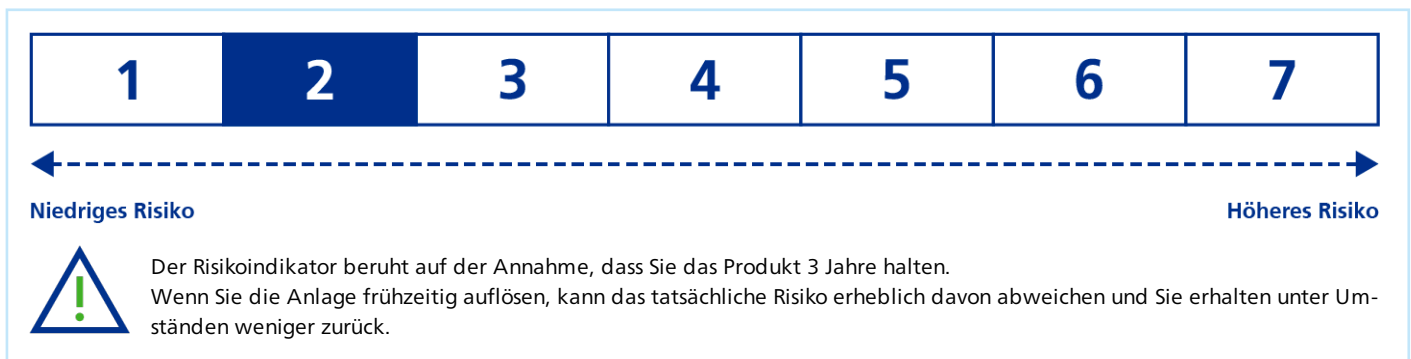 1 2 3 4 5 6 7
Niedriges Risiko Höheres Risiko
Der Risikoindikator beruht auf der Annahme, dass Sie das Produkt 3 Jahre halten.
Wenn Sie die Anlage frühzeitig auflösen, kann das tatsächliche Risiko erheblich davon abweichen und Sie erhalten unter Um-
ständen weniger zurück.